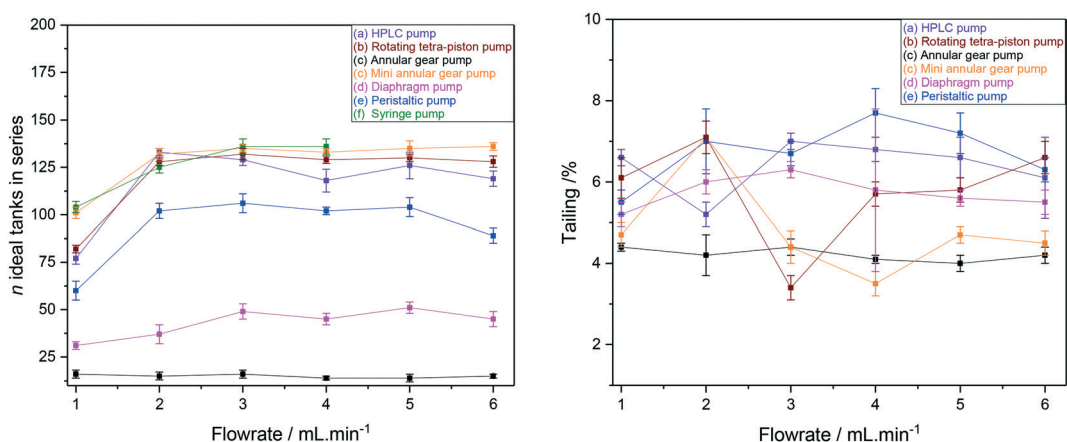 200
175
150
125
100
75
50
25
n ideal tanks in series
(a) HPLC pump
(b) Rotating tetra-piston pump
(c) Annular gear pump
(c) Mini annular gear pump
(d) Diaphragm pump
(e) Peristaltic pump
(f) Syringe pump
1 2 3 4 5 6
Flowrate / mL.min⁻¹
10
8
6
4
2
Tailing /%
(a) HPLC pump
(b) Rotating tetra-piston pump
(c) Annular gear pump
(c) Mini annular gear pump
(d) Diaphragm pump
(e) Peristaltic pump
1 2 3 4 5 6
Flowrate / mL.min⁻¹